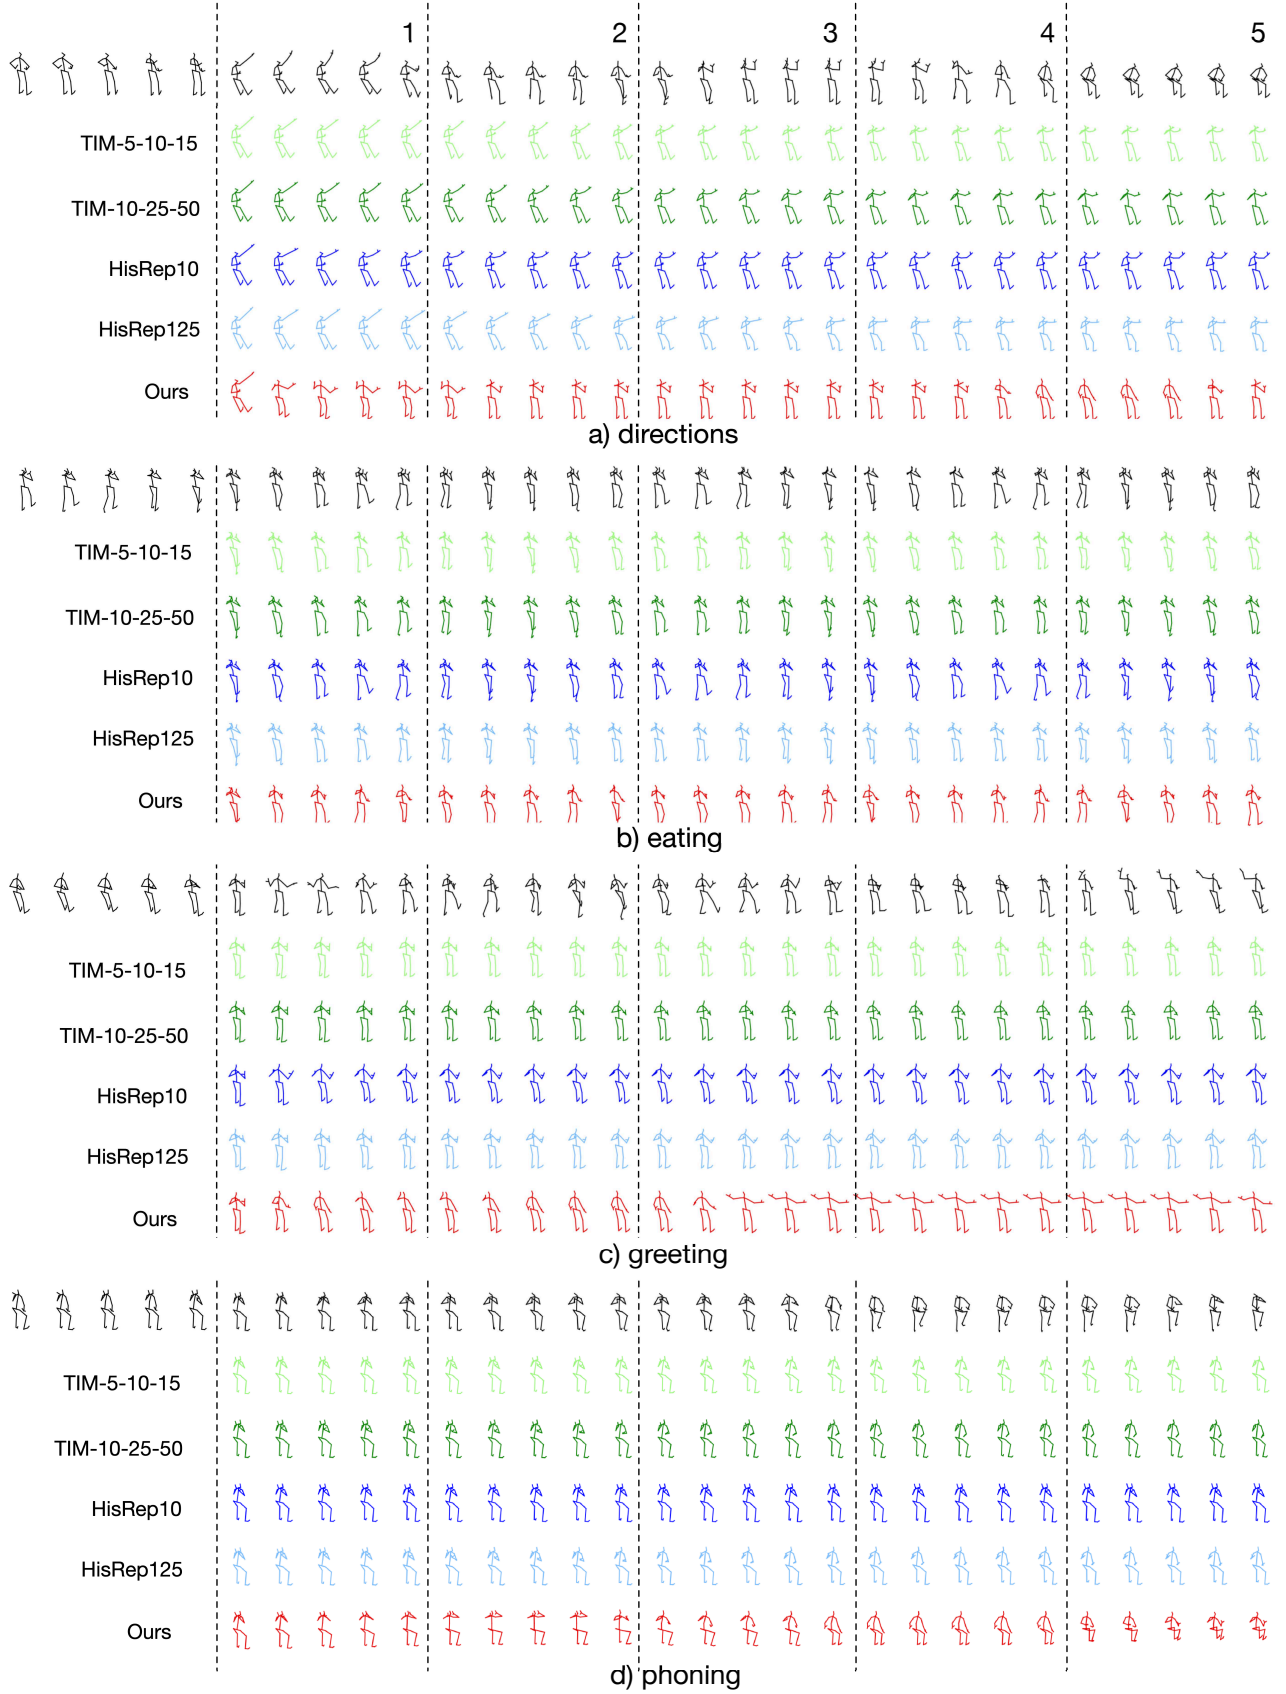 1 2 3 4 5
TIM-5-10-15
TIM-10-25-50
HisRep10
HisRep125
Ours
a) directions
TIM-5-10-15
TIM-10-25-50
HisRep10
HisRep125
Ours
b) eating
TIM-5-10-15
TIM-10-25-50
HisRep10
HisRep125
Ours
c) greeting
TIM-5-10-15
TIM-10-25-50
HisRep10
HisRep125
Ours
d) phoning